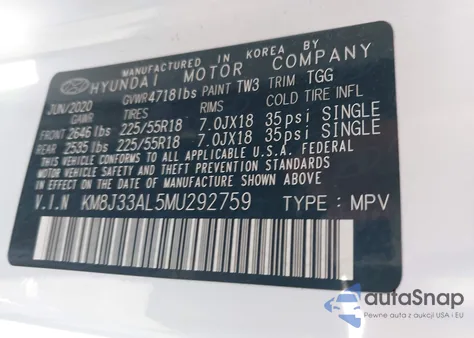 MANUFACTURED IN KOREA BY
HYUNDAI MOTOR COMPANY
JUN/2020 GVWR 4718 lbs PAINT TW3 TRIM TGG
GAWR TIRES RIMS COLD TIRE INFL
FRONT 2646 lbs 225/55R18 7.0JX18 35psi SINGLE
REAR 2535 lbs 225/55R18 7.0JX18 35psi SINGLE
THIS VEHICLE CONFORMS TO ALL APPLICABLE U.S.A. FEDERAL
MOTOR VEHICLE SAFETY AND THEFT PREVENTION STANDARDS IN
EFFECT ON THE DATE OF MANUFACTURE SHOWN ABOVE.
V.I.N KM8J33AL5MU292759 TYPE : MPV
autaSnap
Pewne auta z aukcji USA i EU